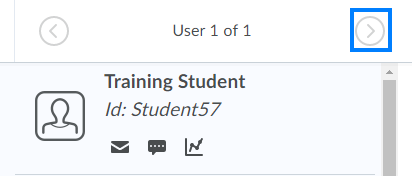 User 1 of 1
Training Student
Id: Student57